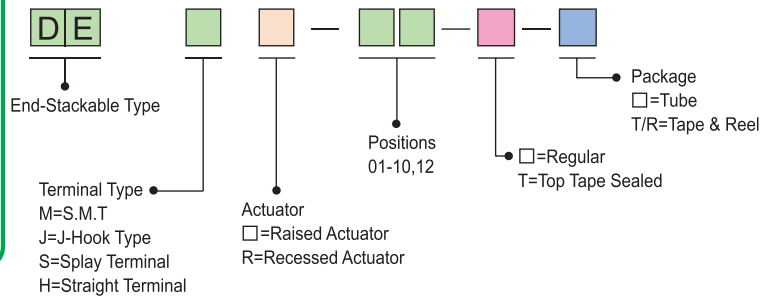 DE
End-Stackable Type
Terminal Type
M=S.M.T
J=J-Hook Type
S=Splay Terminal
H=Straight Terminal
Actuator
□=Raised Actuator
R=Recessed Actuator
Positions
01-10,12
□=Regular
T=Top Tape Sealed
Package
□=Tube
T/R=Tape & Reel